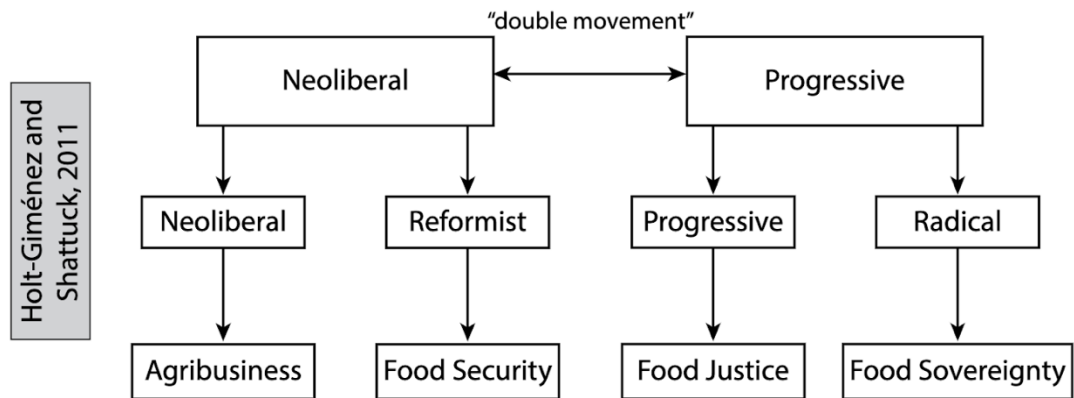 “double movement”
Neoliberal
Progressive
Holt-Giménez and
Shattuck, 2011
Neoliberal
Reformist
Progressive
Radical
Agribusiness
Food Security
Food Justice
Food Sovereignty